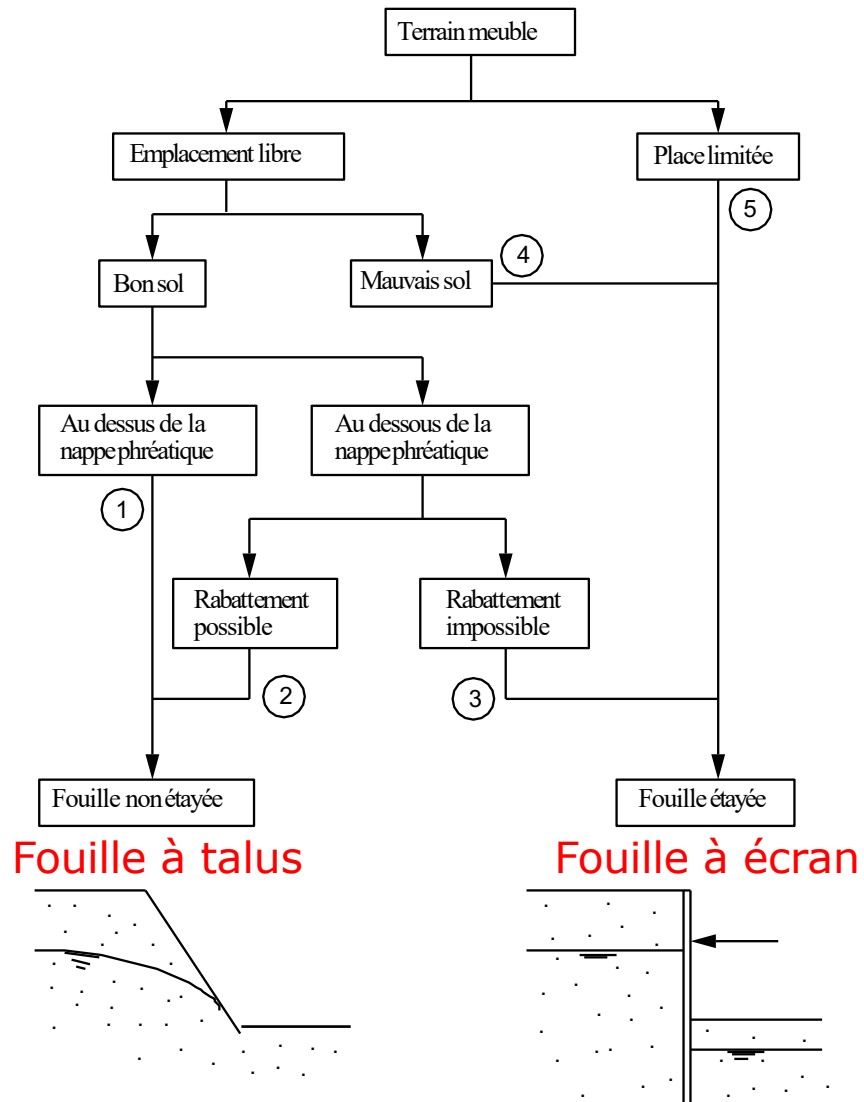 Terrain meuble
Emplacement libre
Place limitée
5
4
Bon sol
Mauvais sol
Au dessus de la
nappe phréatique
Au dessous de la
nappe phréatique
1
Rabattement
possible
Rabattement
impossible
2
3
Fouille non étayée
Fouille étayée
Fouille à talus
Fouille à écran